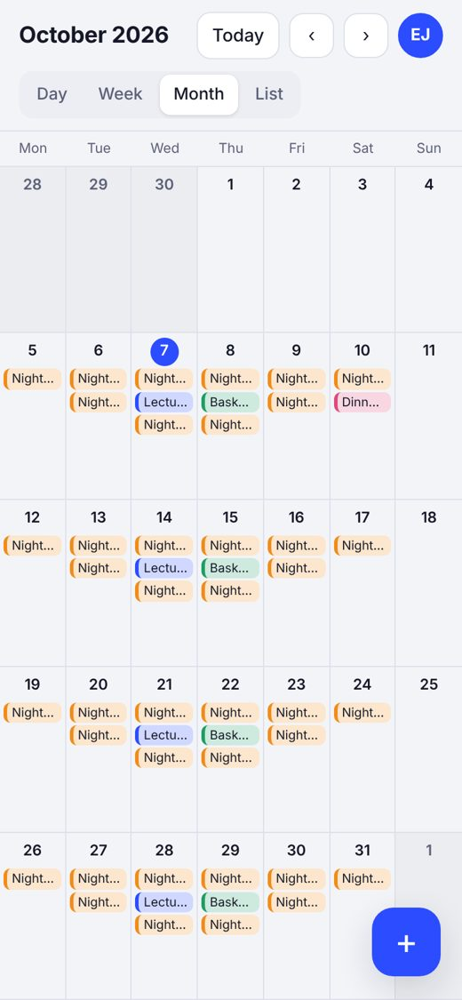 October 2026 Today ‹ › EJ
Day Week Month List
Mon Tue Wed Thu Fri Sat Sun
28 29 30 1 2 3 4
5 6 7 8 9 10 11
Night... Night... Night... Night... Night... Night...
Night... Lectu... Bask... Night... Dinn...
Night... Night...
12 13 14 15 16 17 18
Night... Night... Night... Night... Night... Night...
Night... Lectu... Bask... Night...
Night... Night...
19 20 21 22 23 24 25
Night... Night... Night... Night... Night... Night...
Night... Lectu... Bask... Night...
Night... Night...
26 27 28 29 30 31 1
Night... Night... Night... Night... Night... Night...
Night... Lectu... Bask... Night...
Night... Night...
+